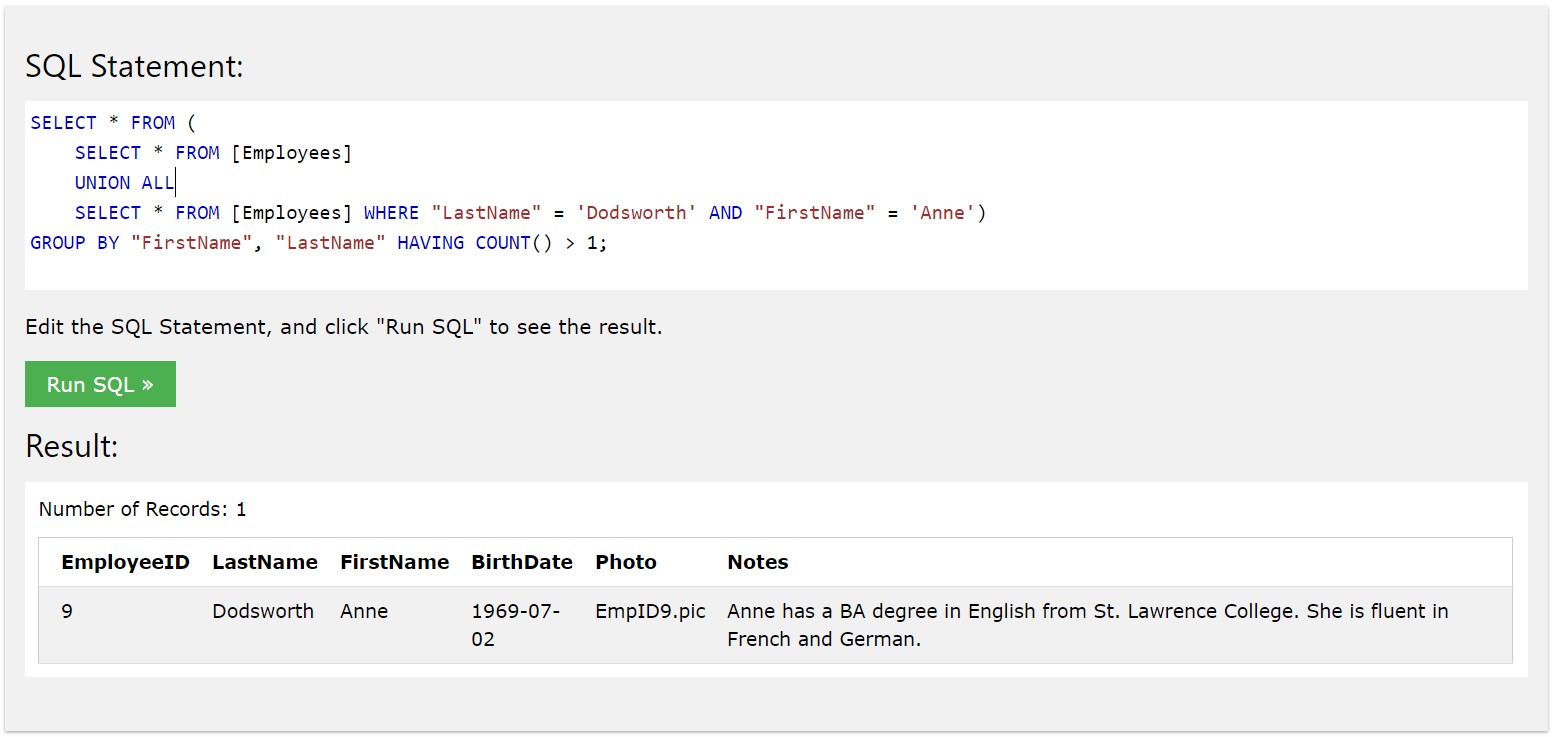 SQL Statement:
SELECT * FROM (
    SELECT * FROM [Employees]
    UNION ALL
    SELECT * FROM [Employees] WHERE "LastName" = 'Dodsworth' AND "FirstName" = 'Anne')
GROUP BY "FirstName", "LastName" HAVING COUNT() > 1;
Edit the SQL Statement, and click "Run SQL" to see the result.
Run SQL »
Result:
Number of Records: 1
EmployeeID LastName FirstName BirthDate Photo Notes
9 Dodsworth Anne 1969-07- EmpID9.pic Anne has a BA degree in English from St. Lawrence College. She is fluent in
02 French and German.